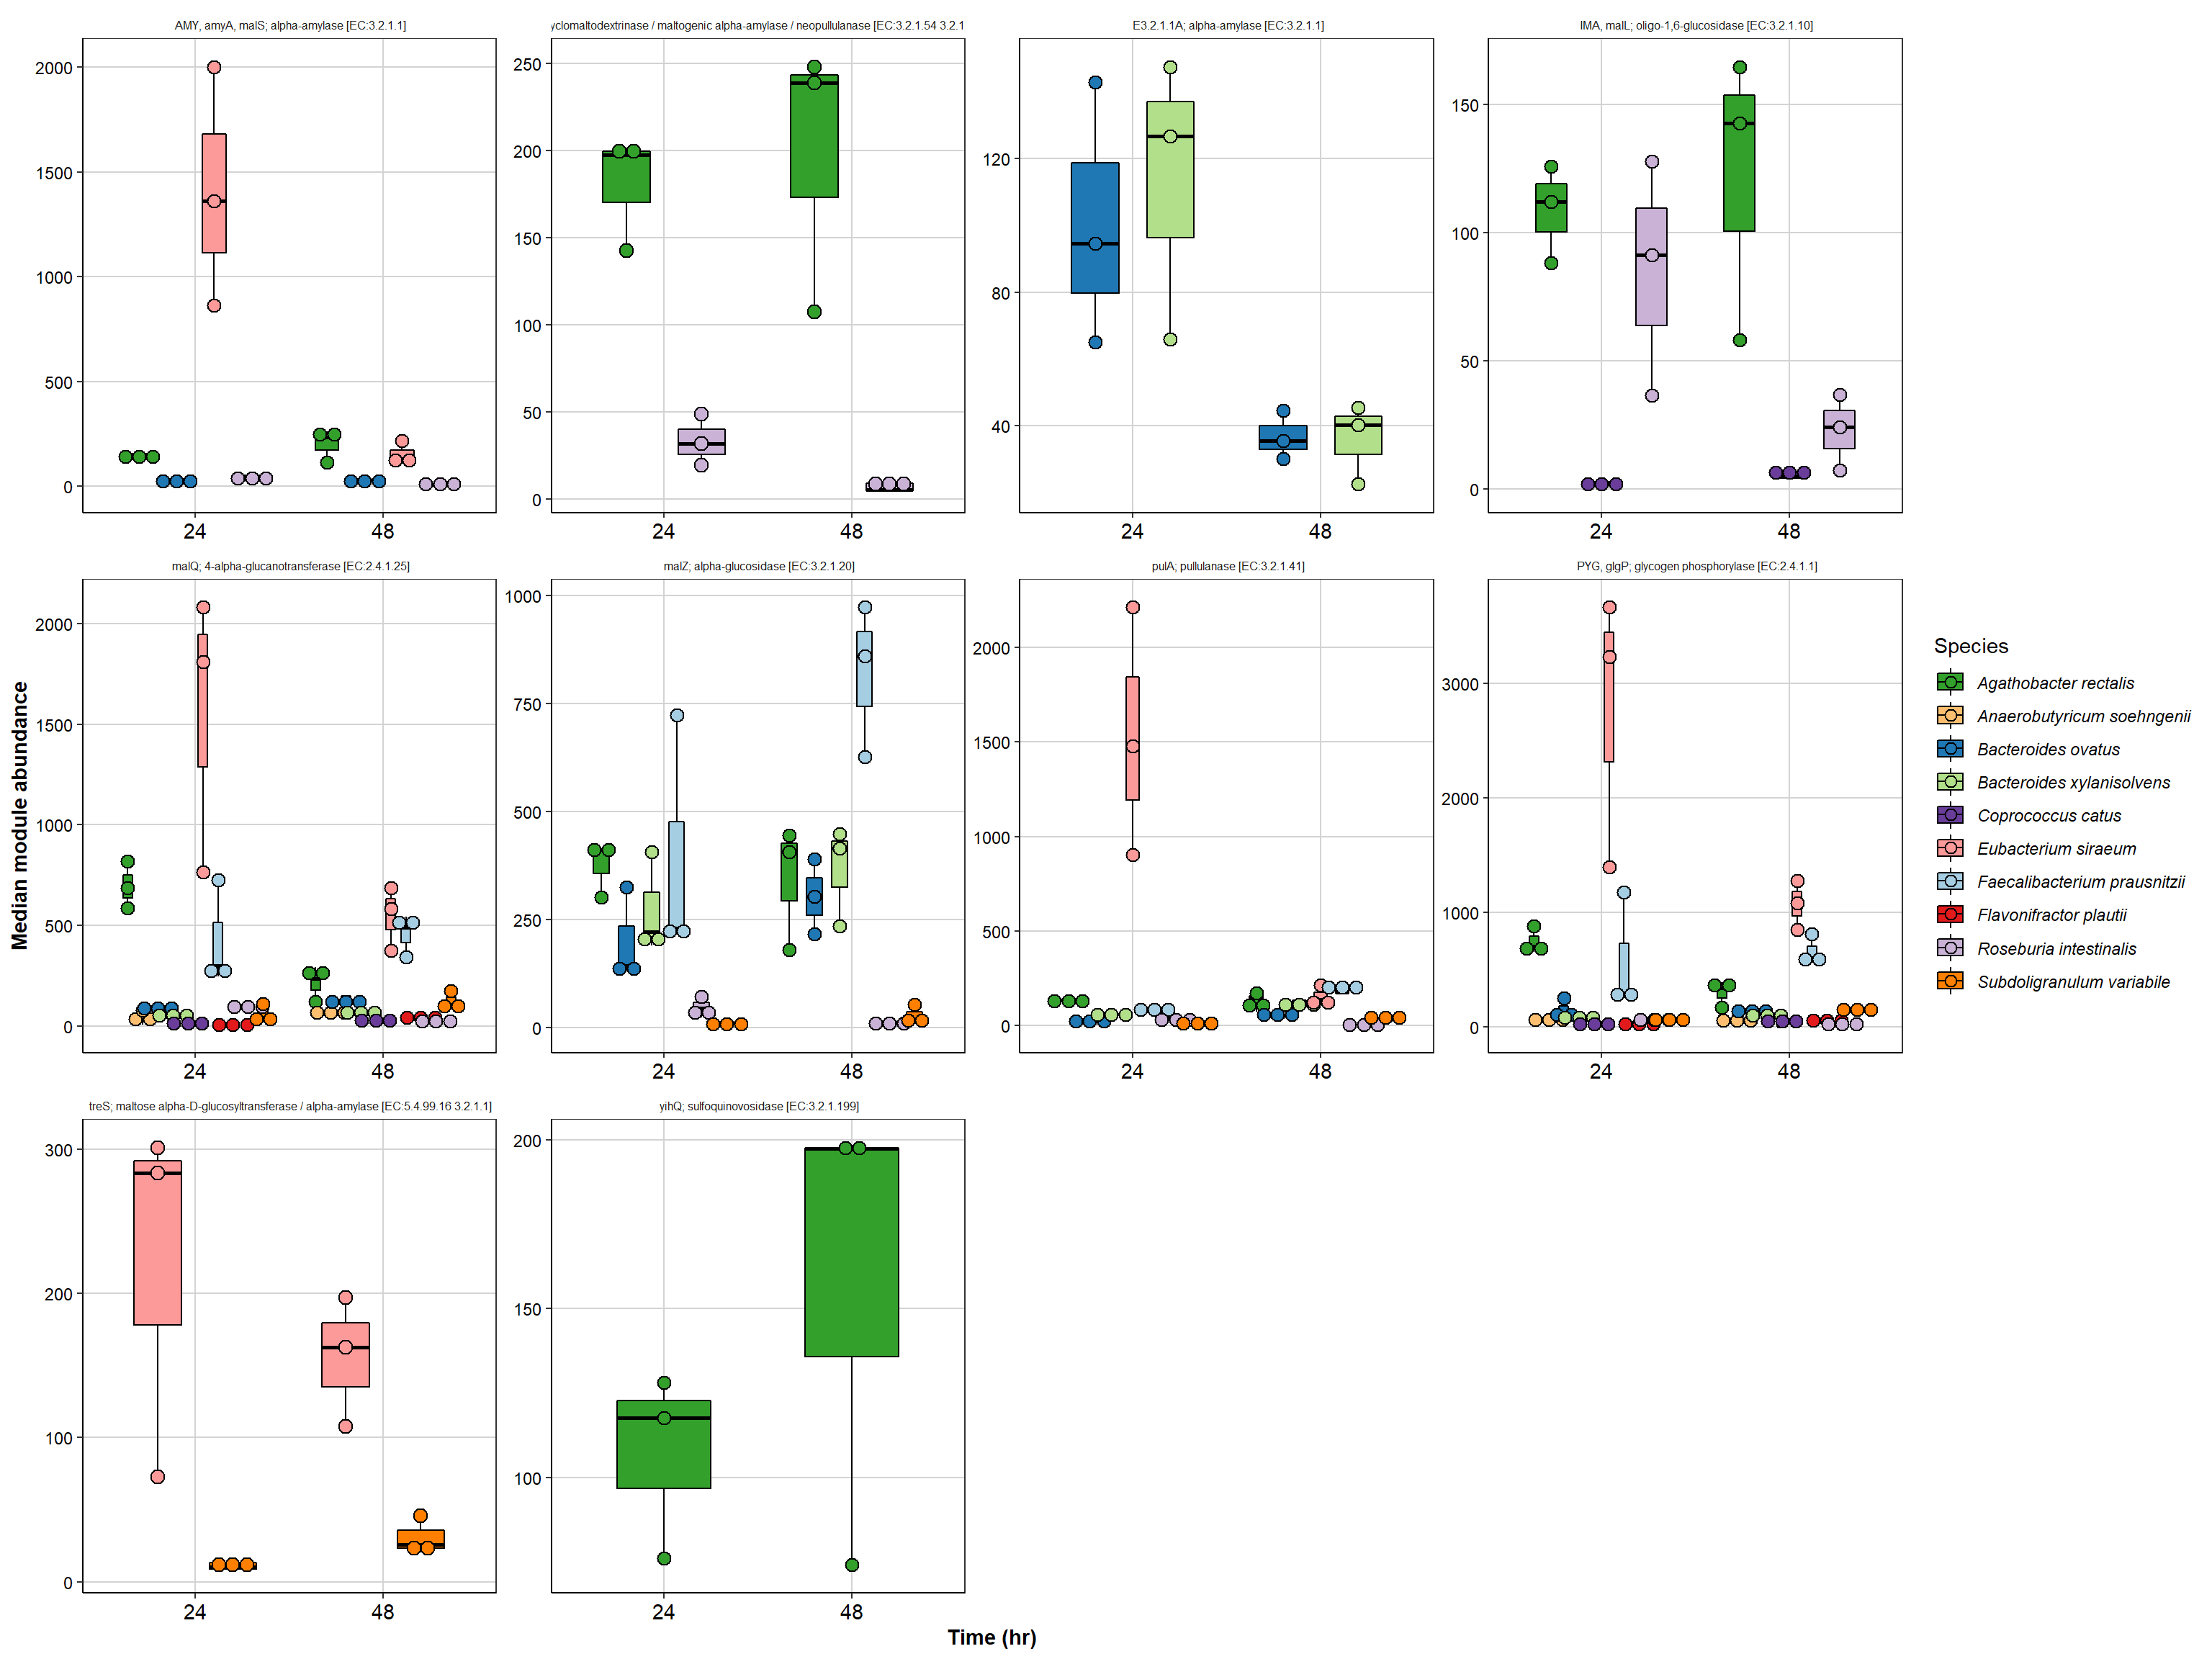 AMY, amyA, malS; alpha-amylase [EC:3.2.1.1]
yclomaltodextrinase / maltogenic alpha-amylase / neopullulanase [EC:3.2.1.54 3.2.1
E3.2.1.1A; alpha-amylase [EC:3.2.1.1]
IMA, malL; oligo-1,6-glucosidase [EC:3.2.1.10]
2000
1500
1000
500
0
24
48
250
200
150
100
50
0
24
48
120
80
40
24
48
150
100
50
0
24
48
malQ; 4-alpha-glucanotransferase [EC:2.4.1.25]
malZ; alpha-glucosidase [EC:3.2.1.20]
pulA; pullulanase [EC:3.2.1.41]
PYG, glgP; glycogen phosphorylase [EC:2.4.1.1]
2000
1500
1000
500
0
24
48
1000
750
500
250
0
24
48
2000
1500
1000
500
0
24
48
3000
2000
1000
0
24
48
treS; maltose alpha-D-glucosyltransferase / alpha-amylase [EC:5.4.99.16 3.2.1.1]
yihQ; sulfoquinovosidase [EC:3.2.1.199]
300
200
100
0
24
48
200
150
100
24
48
Median module abundance
Time (hr)
Species
Agathobacter rectalis
Anaerobutyricum soehngenii
Bacteroides ovatus
Bacteroides xylanisolvens
Coprococcus catus
Eubacterium siraeum
Faecalibacterium prausnitzii
Flavonifractor plautii
Roseburia intestinalis
Subdoligranulum variabile